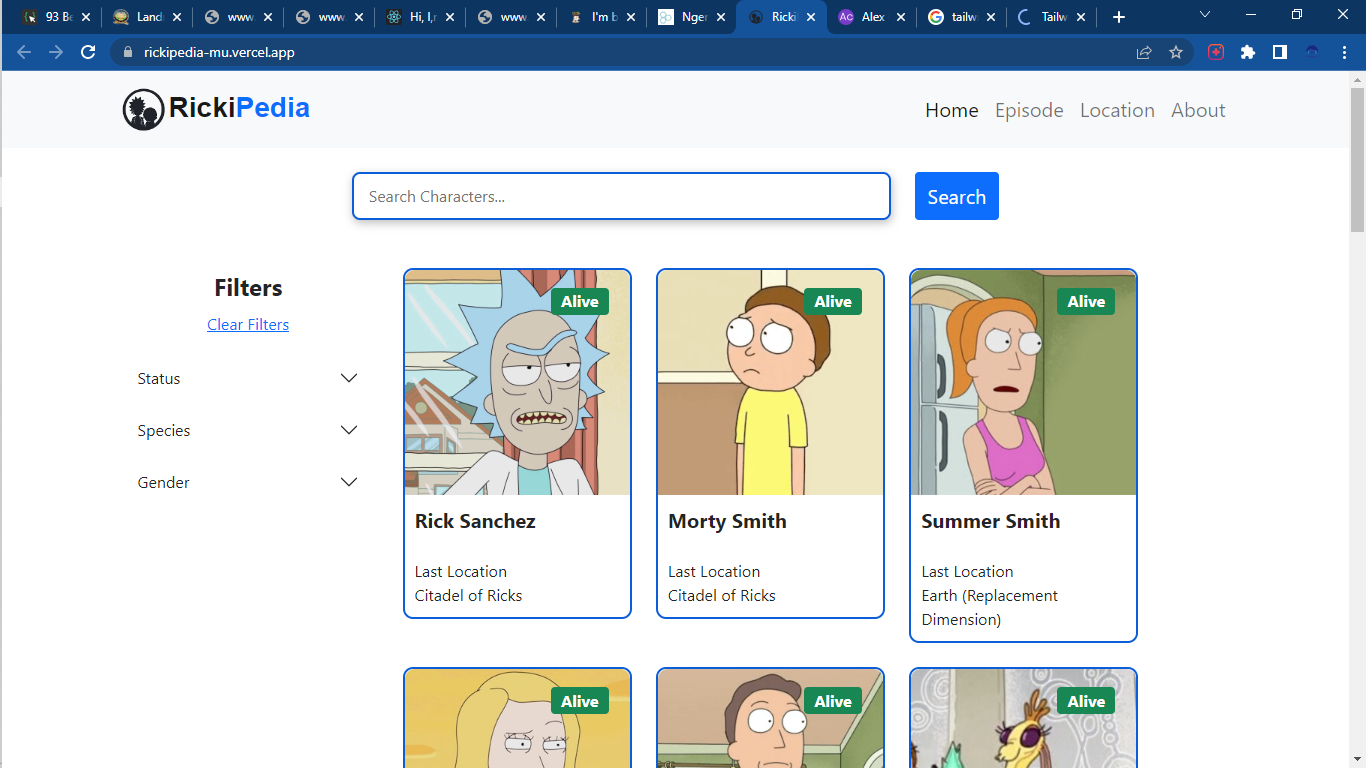 93 Be
Landi
www.
www.
Hi, I,r
www.
I'm b
Nger
Ricki
Ac Alex
tailw
Tailw
rickipedia-mu.vercel.app
RickiPedia
Home Episode Location About
Search Characters...
Search
Filters
Clear Filters
Status
Species
Gender
Alive
Rick Sanchez
Last Location
Citadel of Ricks
Alive
Morty Smith
Last Location
Citadel of Ricks
Alive
Summer Smith
Last Location
Earth (Replacement
Dimension)
Alive
Alive
Alive